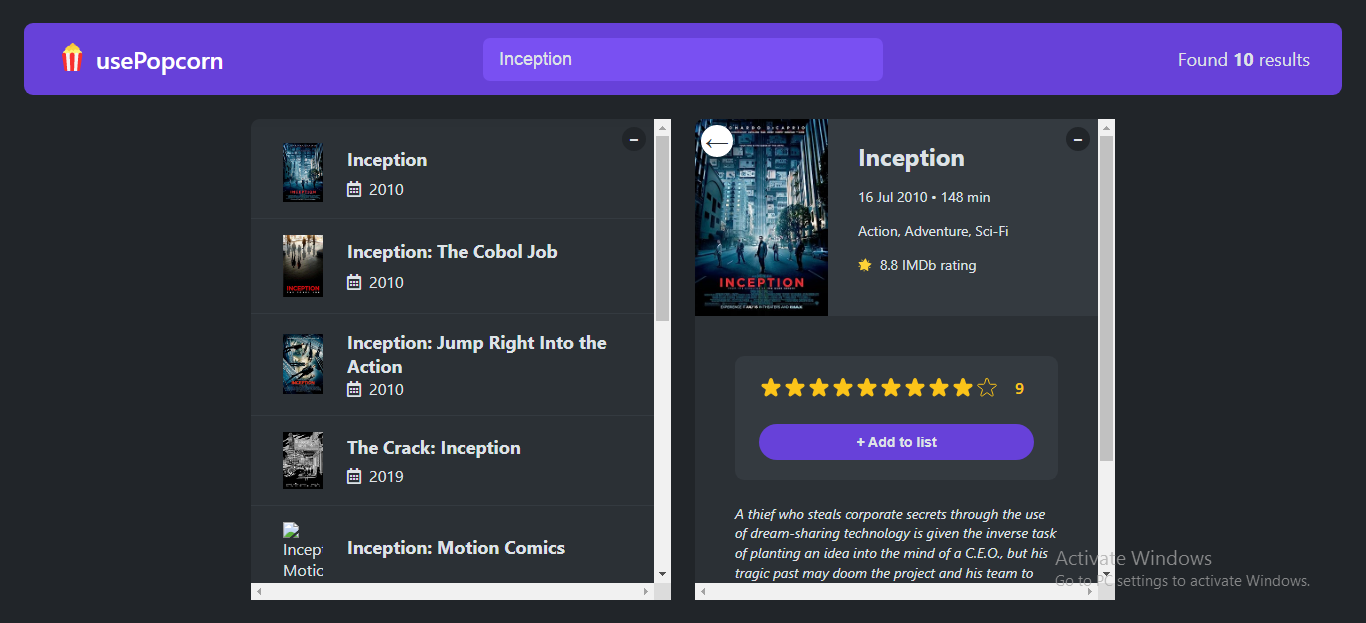 usePopcorn
Inception
Found 10 results
Inception
2010
Inception: The Cobol Job
2010
Inception: Jump Right Into the
Action
2010
The Crack: Inception
2019
Incept
Motic
Inception: Motion Comics
INCEPTION
Inception
16 Jul 2010 • 148 min
Action, Adventure, Sci-Fi
8.8 IMDb rating
9
+ Add to list
A thief who steals corporate secrets through the use
of dream-sharing technology is given the inverse task
of planting an idea into the mind of a C.E.O., but his
tragic past may doom the project and his team to
Activate Windows
Go to PC settings to activate Windows.